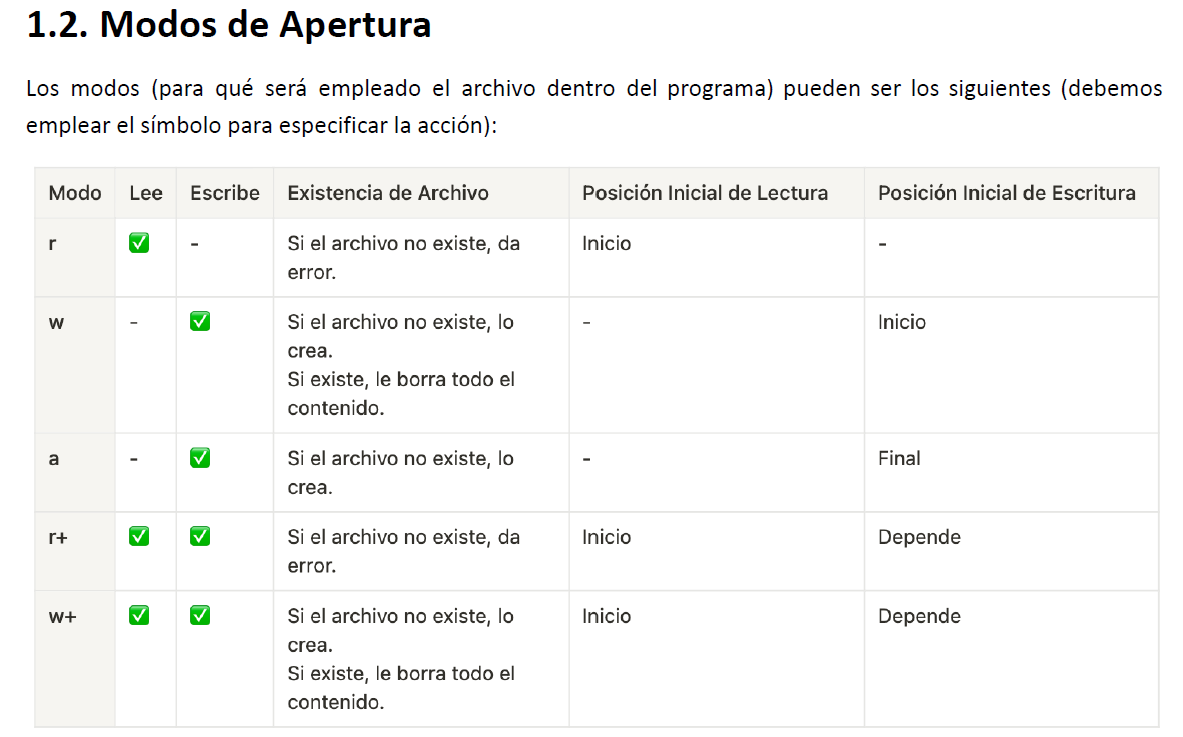 1.2. Modos de Apertura
Los modos (para qué será empleado el archivo dentro del programa) pueden ser los siguientes (debemos
emplear el símbolo para especificar la acción):
Modo Lee Escribe Existencia de Archivo Posición Inicial de Lectura Posición Inicial de Escritura
r ✅ - Si el archivo no existe, da Inicio -
error.
w - ✅ Si el archivo no existe, lo - Inicio
crea.
Si existe, le borra todo el
contenido.
a - ✅ Si el archivo no existe, lo - Final
crea.
r+ ✅ ✅ Si el archivo no existe, da Inicio Depende
error.
w+ ✅ ✅ Si el archivo no existe, lo Inicio Depende
crea.
Si existe, le borra todo el
contenido.